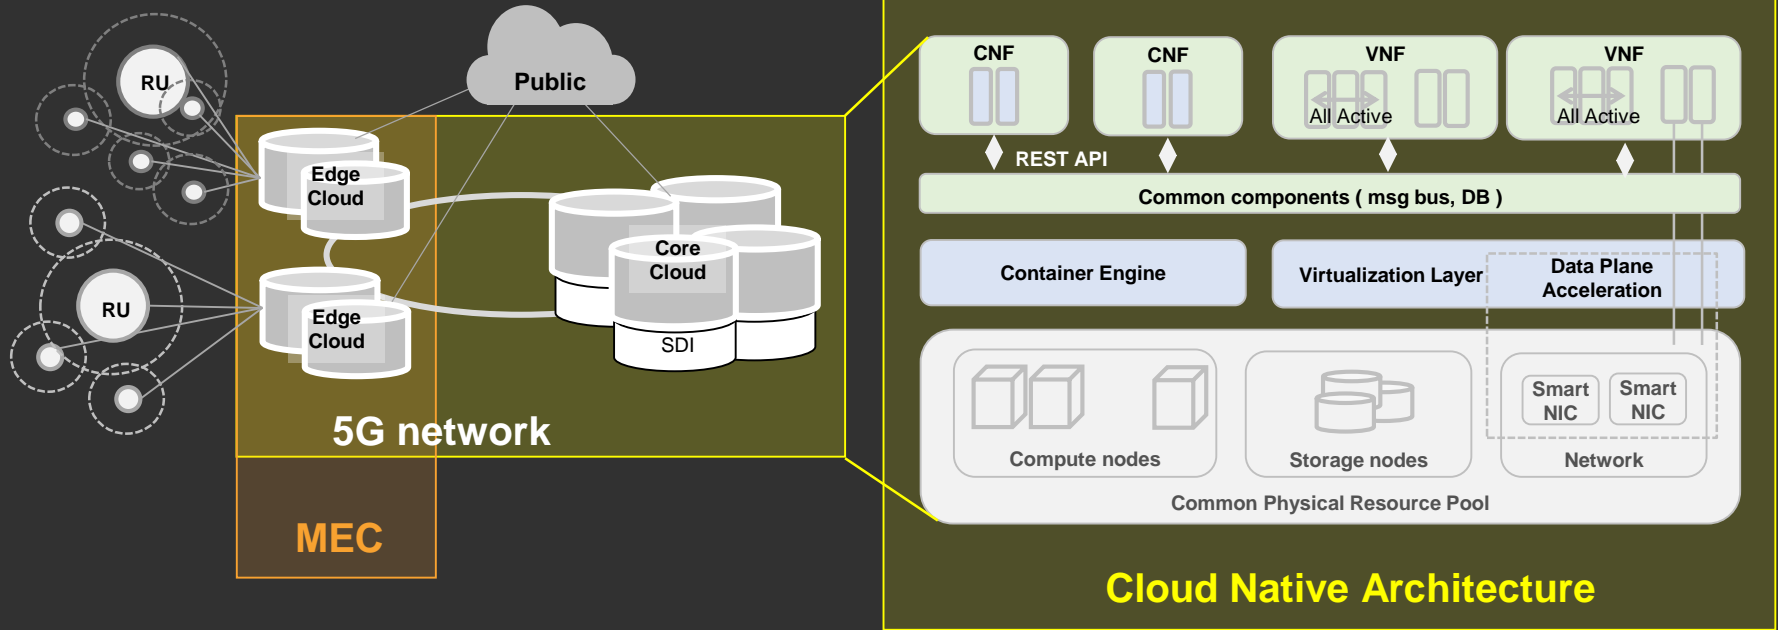 RU
Public
Edge
Cloud
Core
Cloud
RU
Edge
Cloud
SDI
5G network
MEC
CNF
CNF
VNF
VNF
All Active
All Active
REST API
Common components ( msg bus, DB )
Container Engine
Virtualization Layer
Data Plane
Acceleration
Smart
NIC
Smart
NIC
Compute nodes
Storage nodes
Network
Common Physical Resource Pool
Cloud Native Architecture